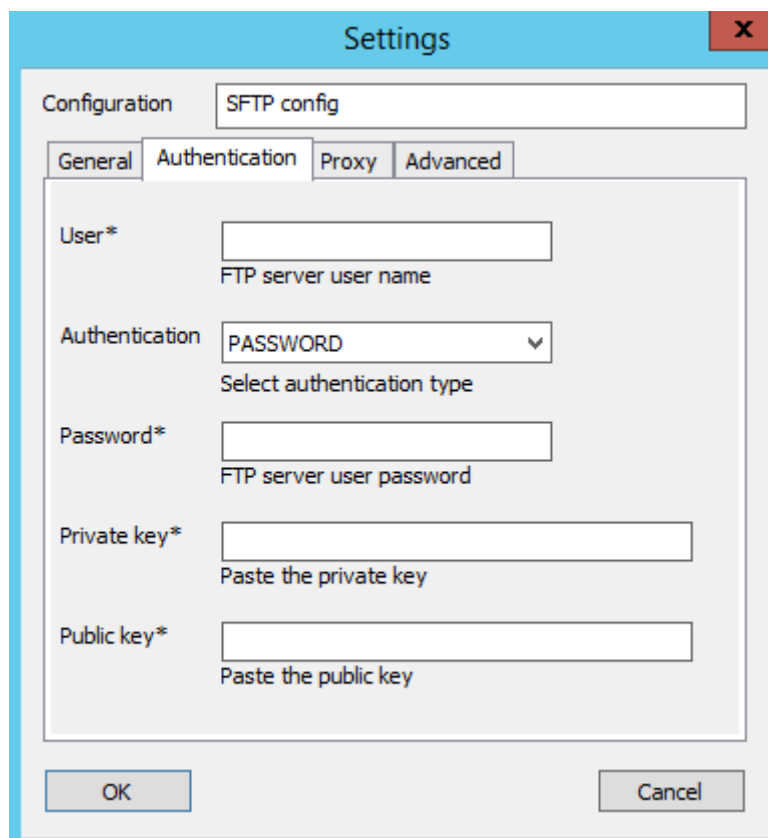 Settings
x
Configuration SFTP config
General Authentication Proxy Advanced
User*
FTP server user name
Authentication PASSWORD
Select authentication type
Password*
FTP server user password
Private key*
Paste the private key
Public key*
Paste the public key
OK Cancel